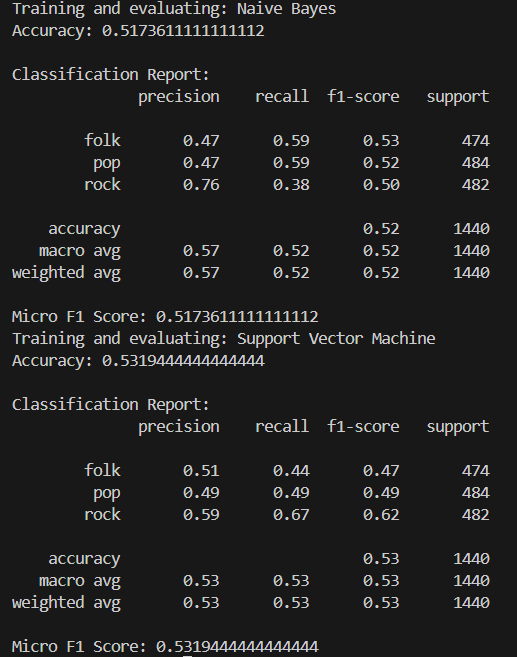 Training and evaluating: Naive Bayes
Accuracy: 0.5173611111111112
Classification Report:
precision recall f1-score support
folk 0.47 0.59 0.53 474
pop 0.47 0.59 0.52 484
rock 0.76 0.38 0.50 482
accuracy 0.52 1440
macro avg 0.57 0.52 0.52 1440
weighted avg 0.57 0.52 0.52 1440
Micro F1 Score: 0.5173611111111112
Training and evaluating: Support Vector Machine
Accuracy: 0.5319444444444444
Classification Report:
precision recall f1-score support
folk 0.51 0.44 0.47 474
pop 0.49 0.49 0.49 484
rock 0.59 0.67 0.62 482
accuracy 0.53 1440
macro avg 0.53 0.53 0.53 1440
weighted avg 0.53 0.53 0.53 1440
Micro F1 Score: 0.5319444444444444